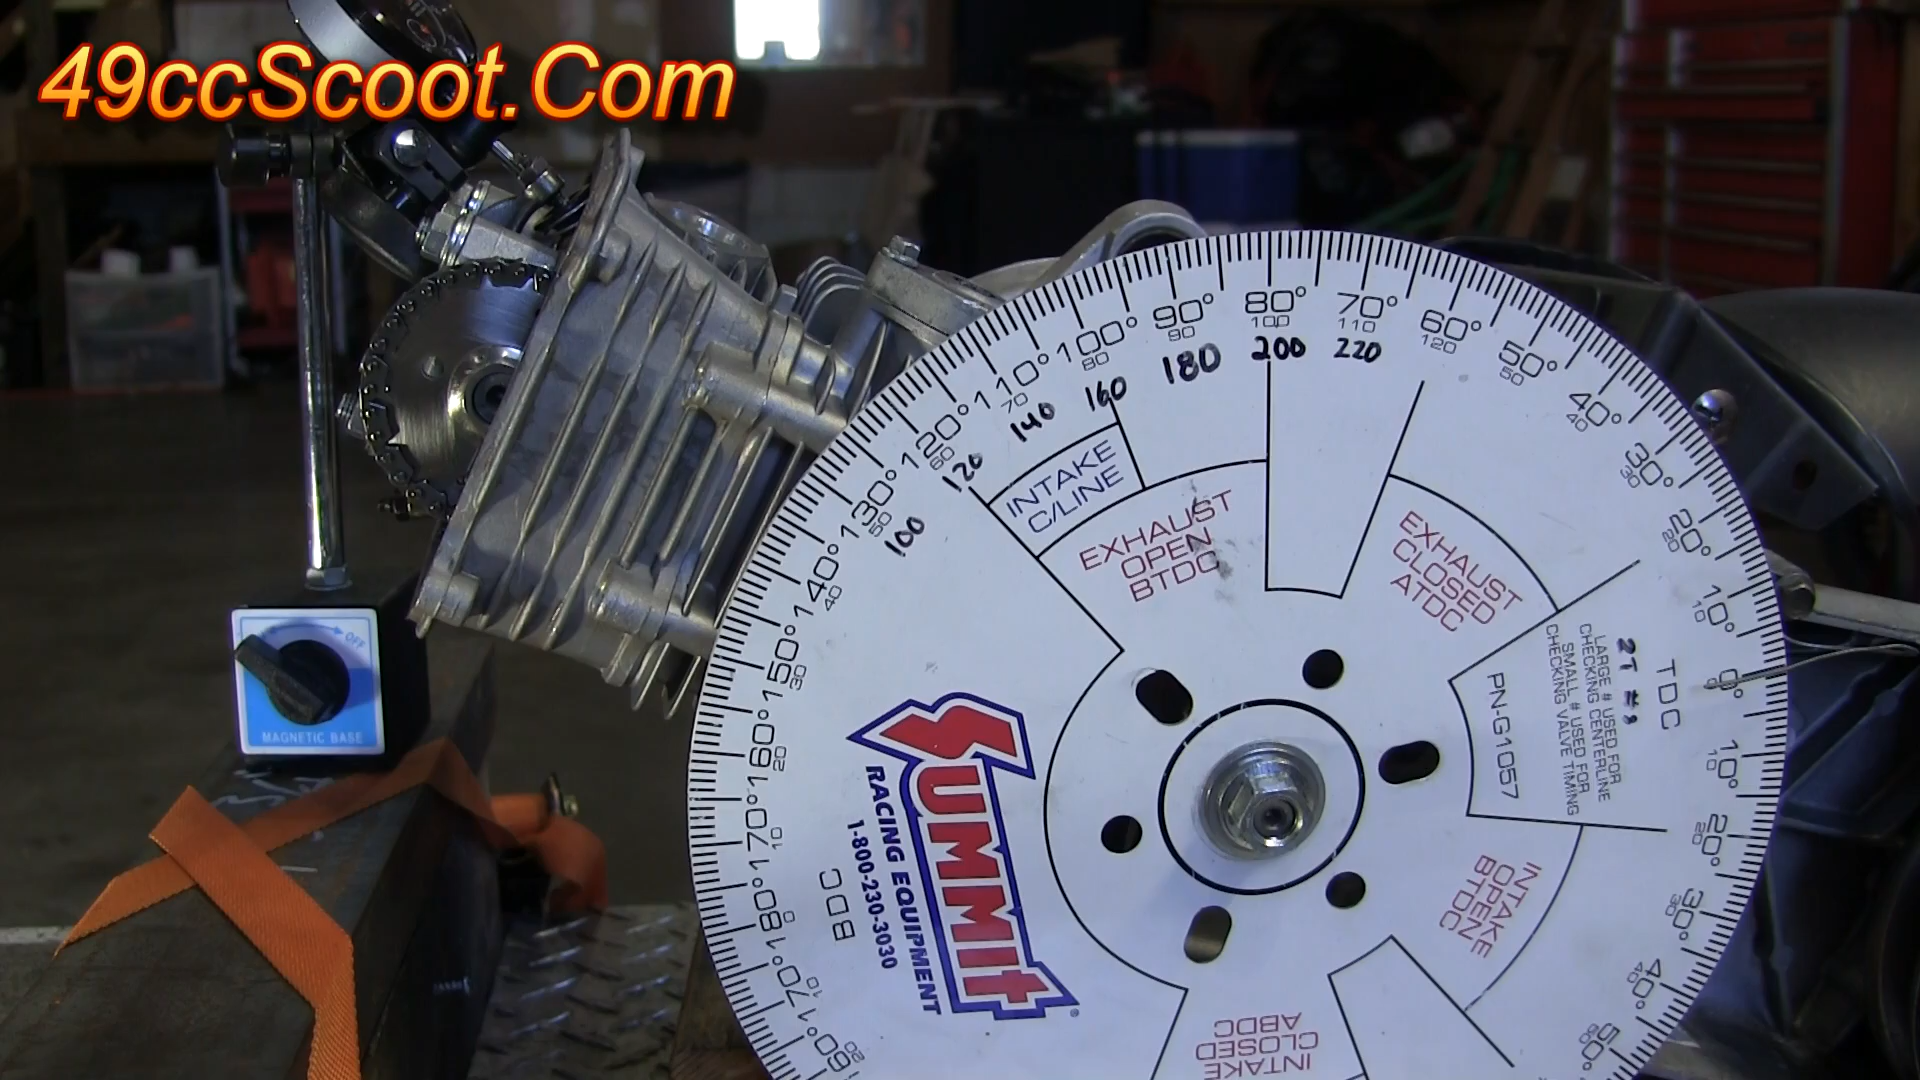 49ccScoot.Com
OFF
MAGNETIC BASE
160° 170° 180° 170° 160° 150° 140° 130° 120° 110° 100° 90° 80° 70° 60° 50° 40° 30° 20° 10° 0° 10° 20° 30° 40° 50°
20 10 0 10 20 30 40 50 60 70 80 90 100 110 120 50 40 30 20 10 10 20 30 40 50
100 120 140 160 180 200 220
INTAKE
C/LINE
EXHAUST
OPEN
BTDC
EXHAUST
CLOSED
ATDC
TDC
2T #s
LARGE # USED FOR
CHECKING CENTERLINE
SMALL # USED FOR
CHECKING VALVE TIMING
PN-G1057
INTAKE
OPEN
BTDC
INTAKE
CLOSED
ABDC
BDC
SUMMIT®
RACING EQUIPMENT
1-800-230-3030